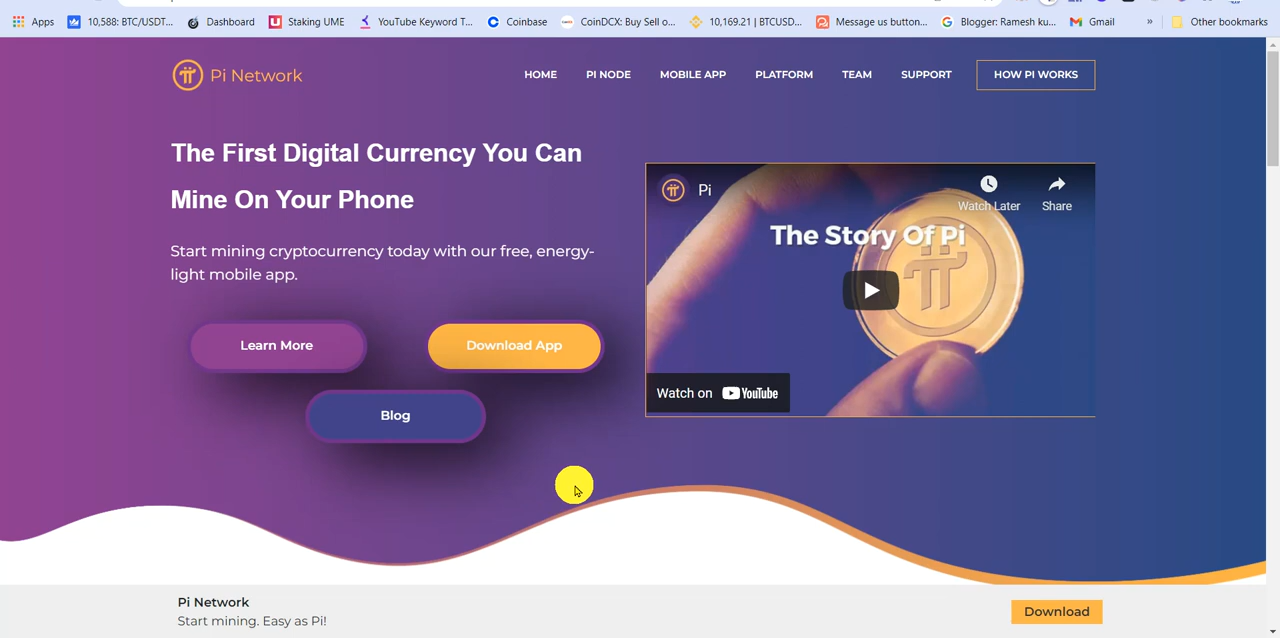 Apps
10,588: BTC/USDT...
Dashboard
Staking UME
YouTube Keyword T...
Coinbase
CoinDCX: Buy Sell o...
10,169.21 | BTCUSD...
Message us button...
Blogger: Ramesh ku...
Gmail
»
Other bookmarks
Pi Network
HOME
PI NODE
MOBILE APP
PLATFORM
TEAM
SUPPORT
HOW PI WORKS
The First Digital Currency You Can
Mine On Your Phone
Start mining cryptocurrency today with our free, energy-
light mobile app.
Learn More
Download App
Blog
Pi
Watch Later
Share
The Story Of Pi
Watch on YouTube
Pi Network
Start mining. Easy as Pi!
Download